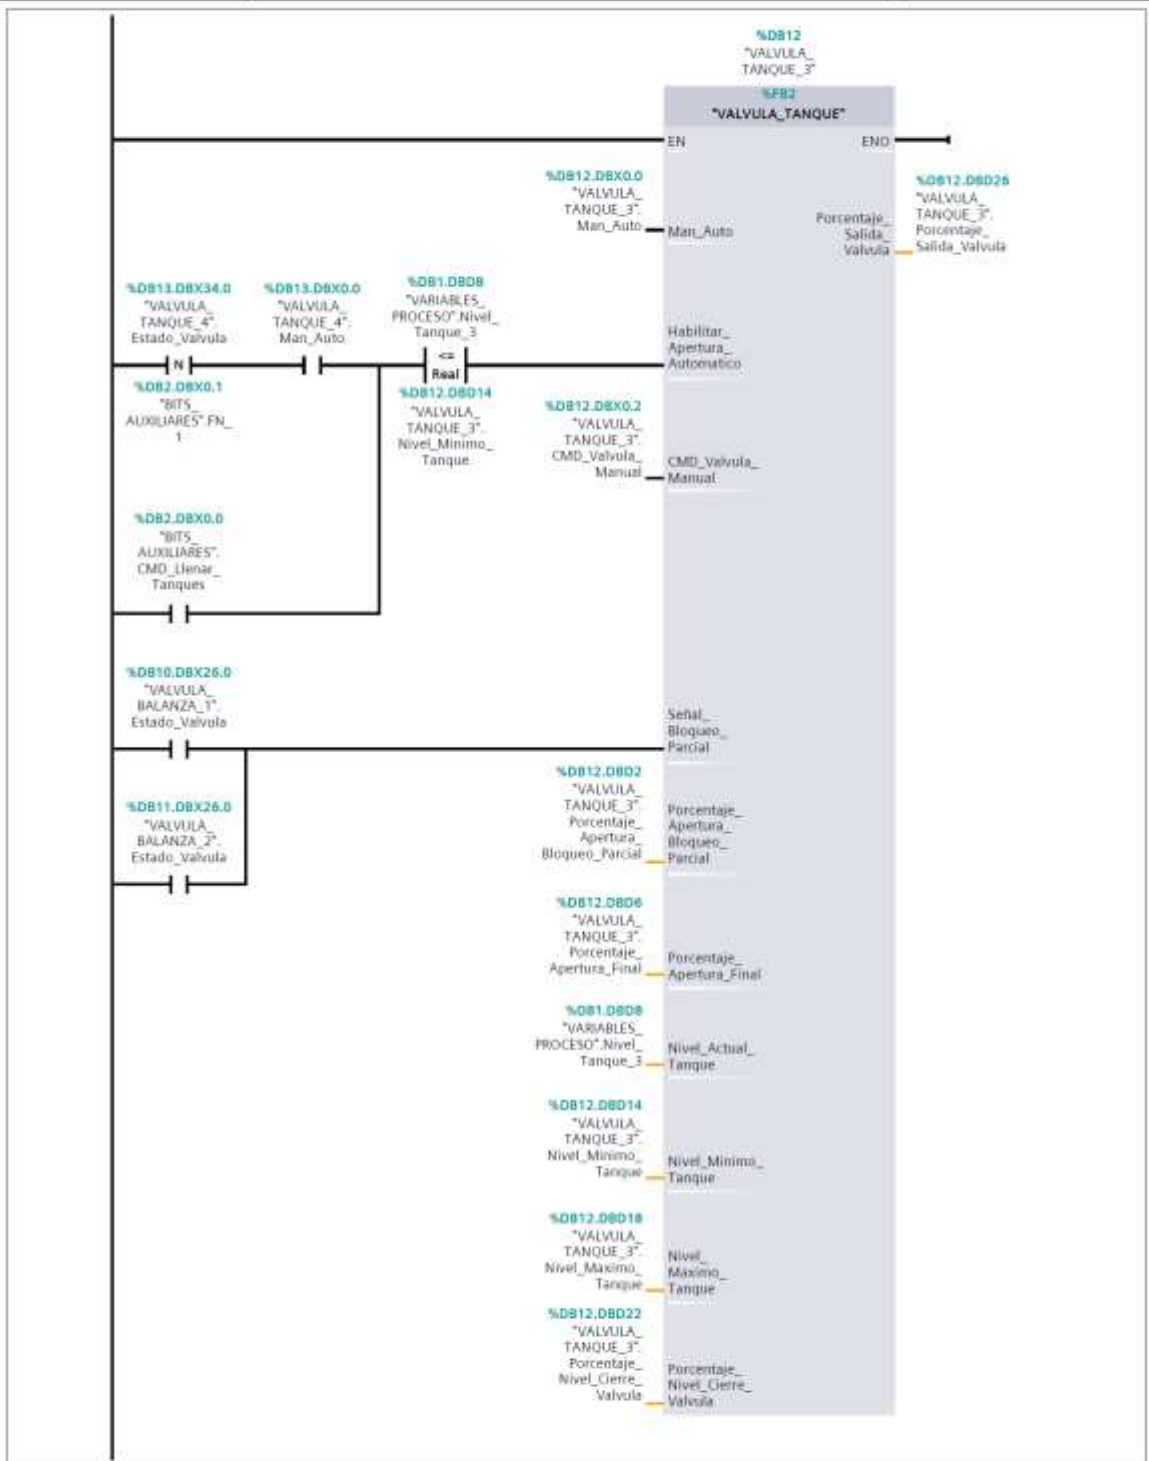 %DB12
"VALVULA_
TANQUE_3"
%FB2
"VALVULA_TANQUE"
EN
ENO
%DB12.DBX0.0
"VALVULA_
TANQUE_3".
Man_Auto
Man_Auto
Porcentaje_
Salida_
Valvula
%DB12.DBD26
"VALVULA_
TANQUE_3".
Porcentaje_
Salida_Valvula
%DB13.DBX34.0
"VALVULA_
TANQUE_4".
Estado_Valvula
N
%DB2.DBX0.1
"BITS_
AUXILIARES".FN_
1
%DB13.DBX0.0
"VALVULA_
TANQUE_4".
Man_Auto
%DB1.DBD8
"VARIABLES_
PROCESO".Nivel_
Tanque_3
<=
Real
%DB12.DBD14
"VALVULA_
TANQUE_3".
Nivel_Minimo_
Tanque
Habilitar_
Apertura_
Automatico
%DB12.DBX0.2
"VALVULA_
TANQUE_3".
CMD_Valvula_
Manual
CMD_Valvula_
Manual
%DB2.DBX0.0
"BITS_
AUXILIARES".
CMD_Llenar_
Tanques
%DB10.DBX26.0
"VALVULA_
BALANZA_1".
Estado_Valvula
Señal_
Bloqueo_
Parcial
%DB11.DBX26.0
"VALVULA_
BALANZA_2".
Estado_Valvula
%DB12.DBD2
"VALVULA_
TANQUE_3".
Porcentaje_
Apertura_
Bloqueo_Parcial
Porcentaje_
Apertura_
Bloqueo_
Parcial
%DB12.DBD6
"VALVULA_
TANQUE_3".
Porcentaje_
Apertura_Final
Porcentaje_
Apertura_Final
%DB1.DBD8
"VARIABLES_
PROCESO".Nivel_
Tanque_3
Nivel_Actual_
Tanque
%DB12.DBD14
"VALVULA_
TANQUE_3".
Nivel_Minimo_
Tanque
Nivel_Minimo_
Tanque
%DB12.DBD18
"VALVULA_
TANQUE_3".
Nivel_Maximo_
Tanque
Nivel_
Maximo_
Tanque
%DB12.DBD22
"VALVULA_
TANQUE_3".
Porcentaje_
Nivel_Cierre_
Valvula
Porcentaje_
Nivel_Cierre_
Valvula